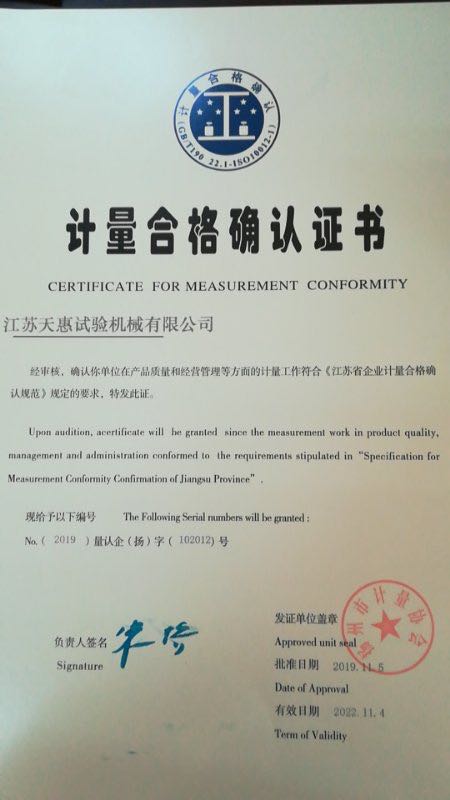 计量合格确认
(GB/T190 22.1-ISO10012-1)
计量合格确认证书
CERTIFICATE FOR MEASUREMENT CONFORMITY
江苏天惠试验机械有限公司
经审核，确认你单位在产品质量和经营管理等方面的计量工作符合《江苏省企业计量合格确
认规范》规定的要求，特发此证。
Upon audition, acertificate will be granted since the measurement work in product quality,
management and administration conformed to the requirements stipulated in“Specification for
Measurement Conformity Confirmation of Jiangsu Province”.
现给予以下编号 The Following Serial numbers will be granted:
No.( 2019 )量认企(扬)字( 102012)号
发证单位盖章
扬州市计量协会
负责人签名
Approved unit seal
批准日期 2019.11.5
Signature
Date of Approval
有效日期 2022.11.4
Term of Validity